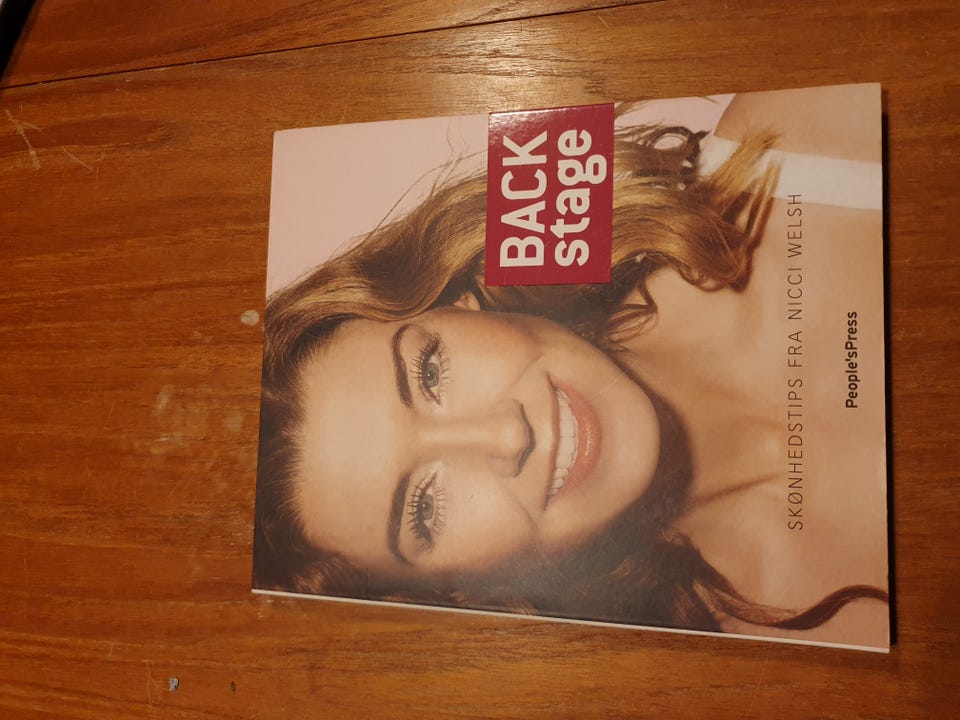 BACK
stage
SKØNHEDSTIPS FRA NICCI WELSH
People'sPress